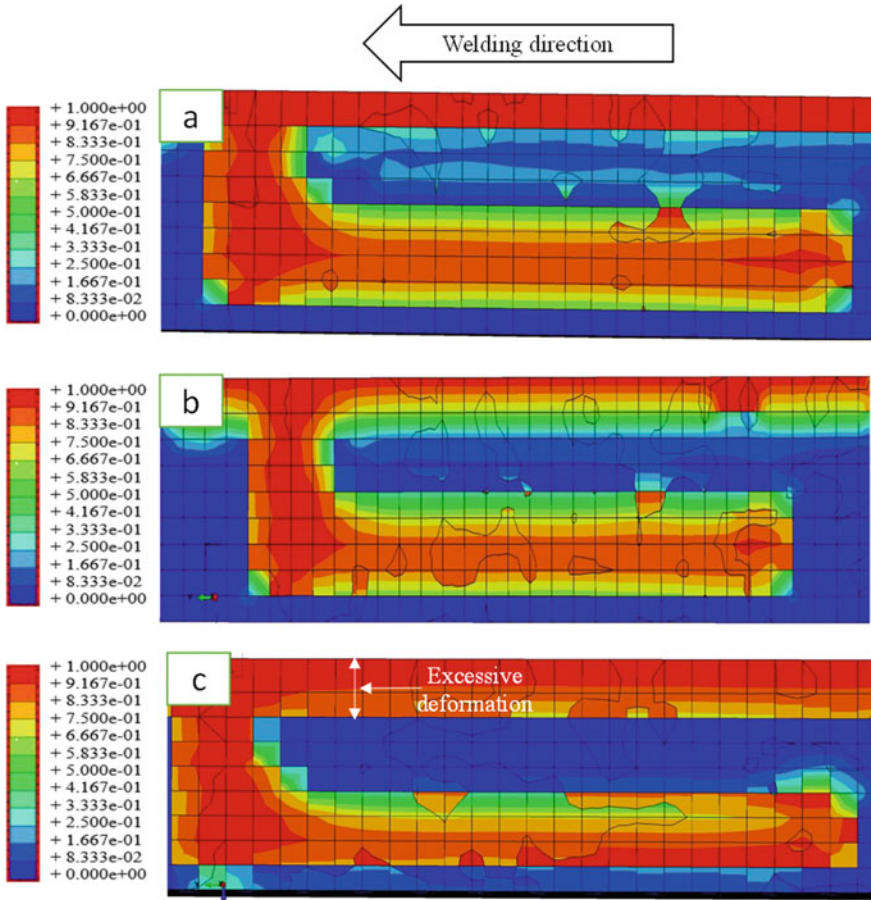 Welding direction
a
+ 1.000e+00
+ 9.167e-01
+ 8.333e-01
+ 7.500e-01
+ 6.667e-01
+ 5.833e-01
+ 5.000e-01
+ 4.167e-01
+ 3.333e-01
+ 2.500e-01
+ 1.667e-01
+ 8.333e-02
+ 0.000e+00
b
+ 1.000e+00
+ 9.167e-01
+ 8.333e-01
+ 7.500e-01
+ 6.667e-01
+ 5.833e-01
+ 5.000e-01
+ 4.167e-01
+ 3.333e-01
+ 2.500e-01
+ 1.667e-01
+ 8.333e-02
+ 0.000e+00
c
+ 1.000e+00
+ 9.167e-01
+ 8.333e-01
+ 7.500e-01
+ 6.667e-01
+ 5.833e-01
+ 5.000e-01
+ 4.167e-01
+ 3.333e-01
+ 2.500e-01
+ 1.667e-01
+ 8.333e-02
+ 0.000e+00
Excessive
deformation